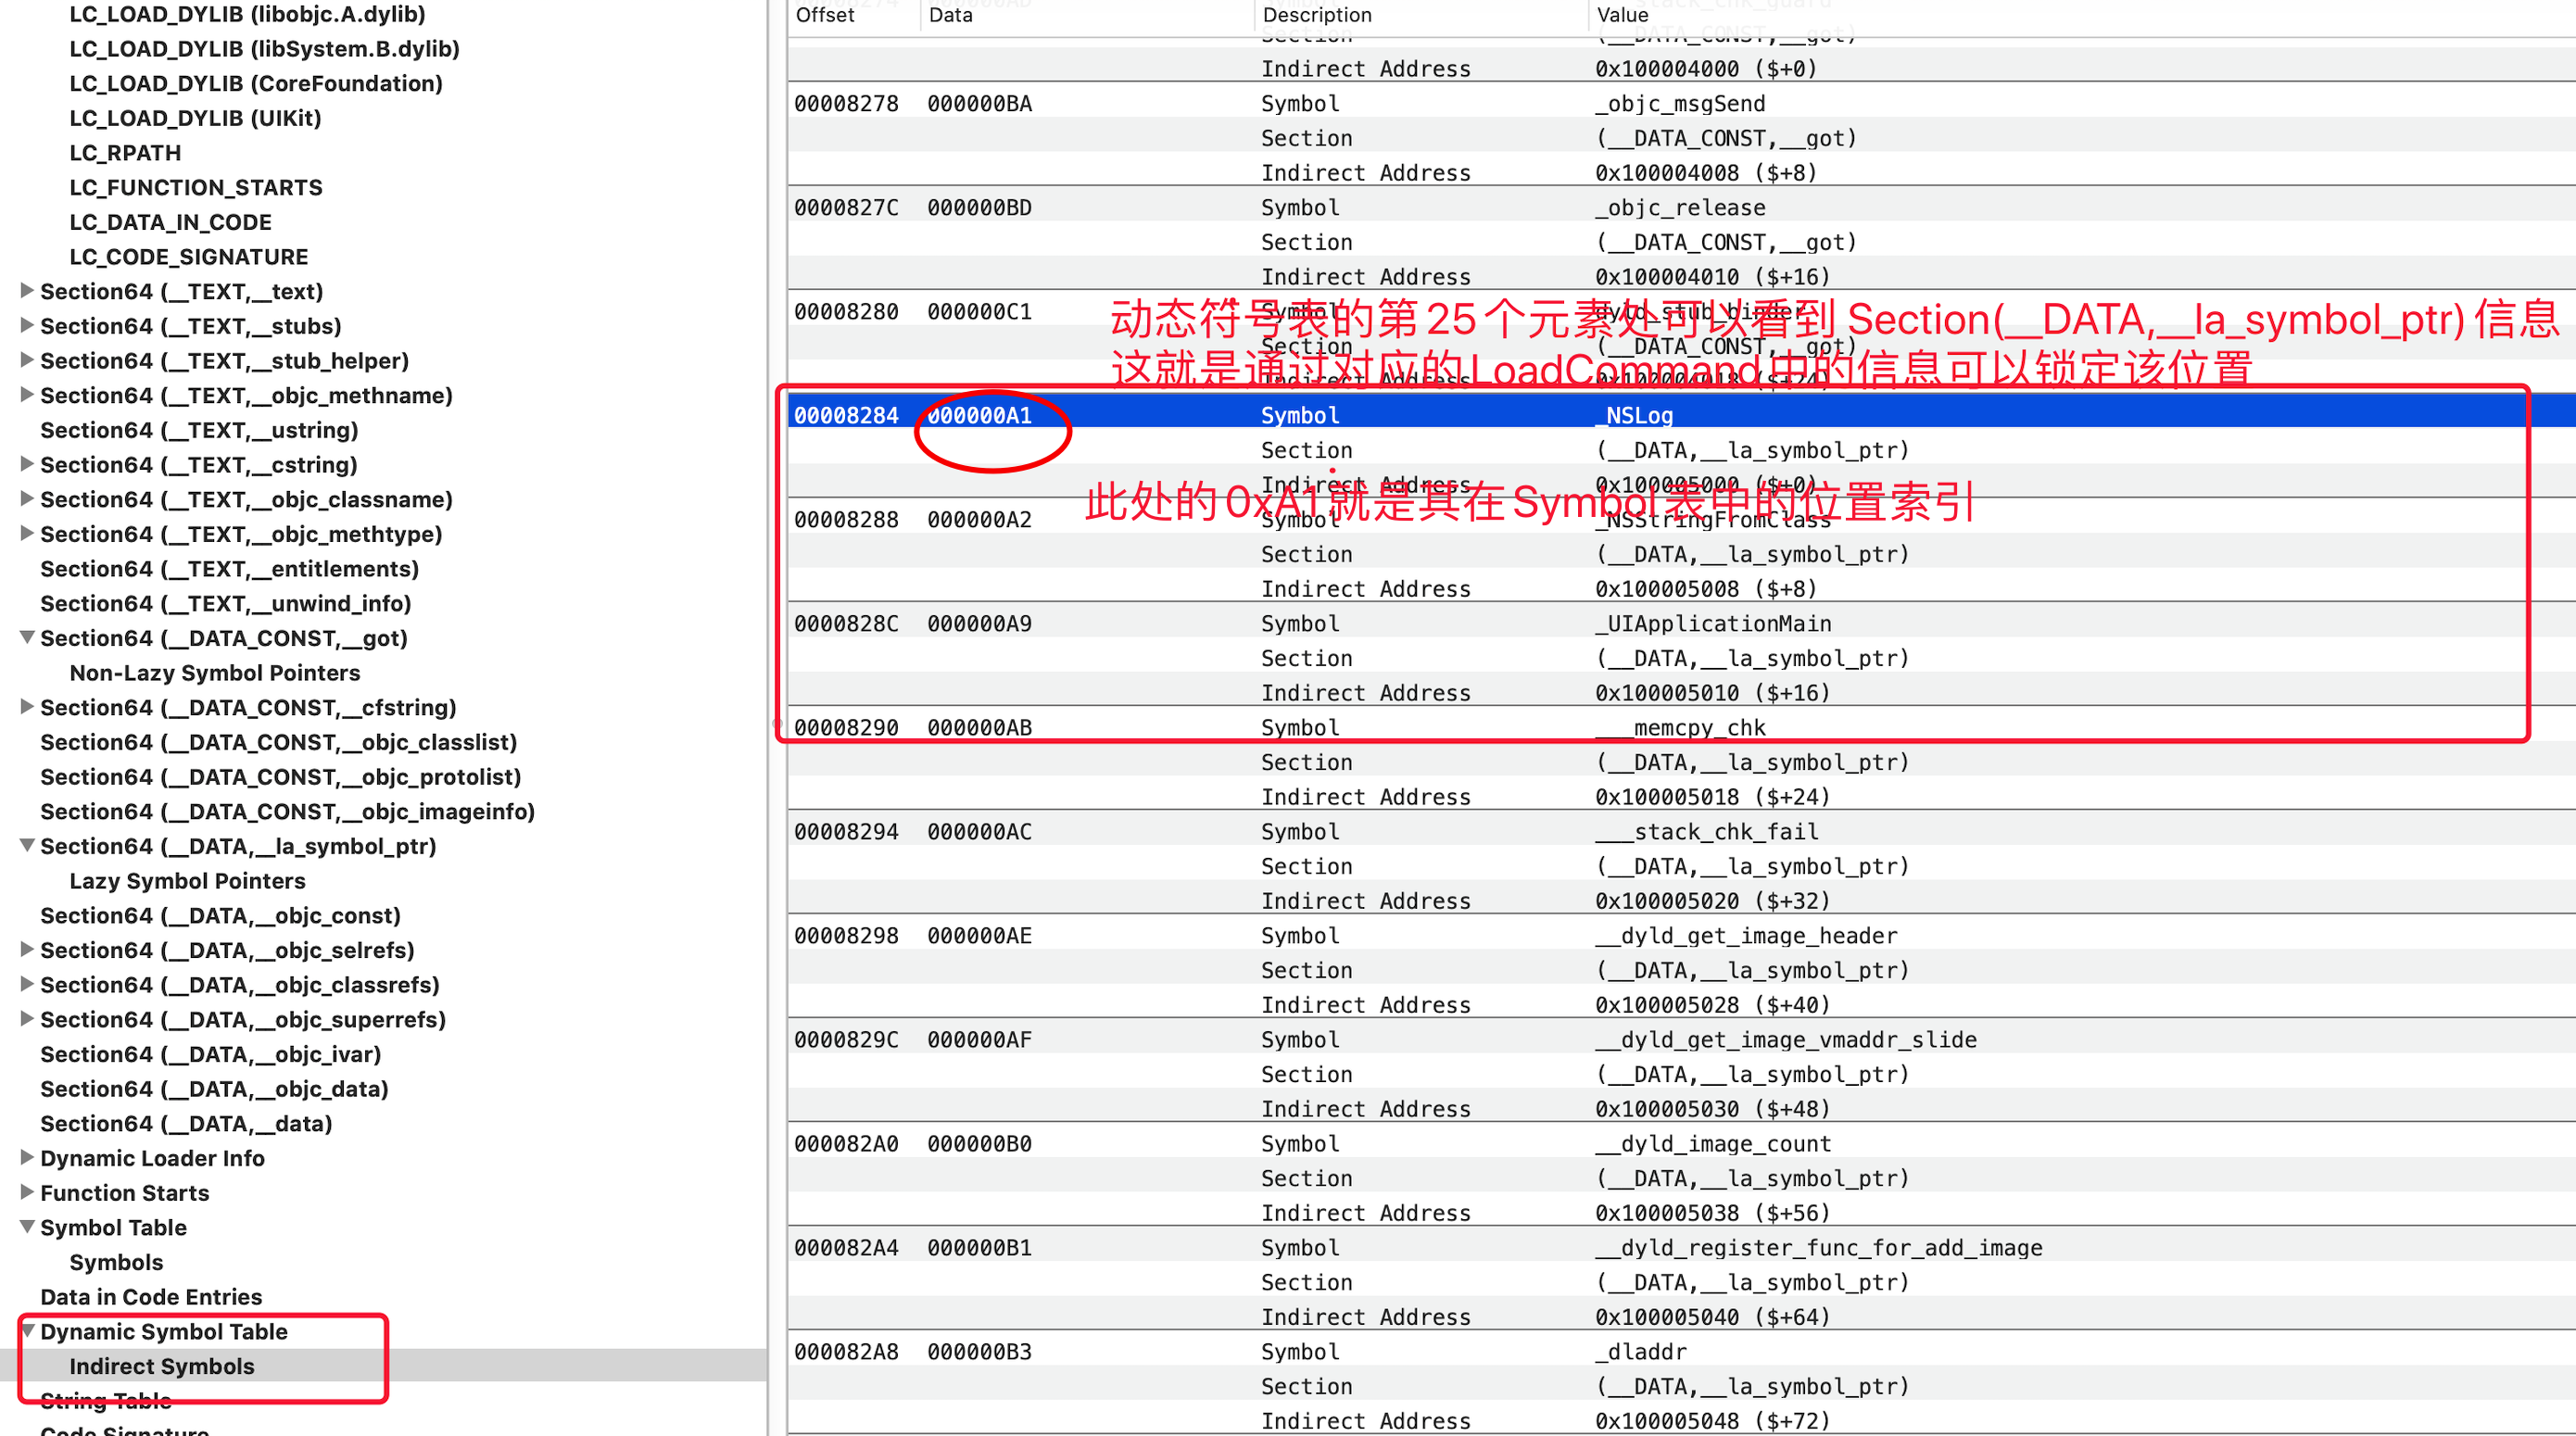 LC_LOAD_DYLIB (libobjc.A.dylib)
LC_LOAD_DYLIB (libSystem.B.dylib)
LC_LOAD_DYLIB (CoreFoundation)
LC_LOAD_DYLIB (UIKit)
LC_RPATH
LC_FUNCTION_STARTS
LC_DATA_IN_CODE
LC_CODE_SIGNATURE
Section64 (__TEXT,__text)
Section64 (__TEXT,__stubs)
Section64 (__TEXT,__stub_helper)
Section64 (__TEXT,__objc_methname)
Section64 (__TEXT,__ustring)
Section64 (__TEXT,__cstring)
Section64 (__TEXT,__objc_classname)
Section64 (__TEXT,__objc_methtype)
Section64 (__TEXT,__entitlements)
Section64 (__TEXT,__unwind_info)
Section64 (__DATA_CONST,__got)
Non-Lazy Symbol Pointers
Section64 (__DATA_CONST,__cfstring)
Section64 (__DATA_CONST,__objc_classlist)
Section64 (__DATA_CONST,__objc_protolist)
Section64 (__DATA_CONST,__objc_imageinfo)
Section64 (__DATA,__la_symbol_ptr)
Lazy Symbol Pointers
Section64 (__DATA,__objc_const)
Section64 (__DATA,__objc_selrefs)
Section64 (__DATA,__objc_classrefs)
Section64 (__DATA,__objc_superrefs)
Section64 (__DATA,__objc_ivar)
Section64 (__DATA,__objc_data)
Section64 (__DATA,__data)
Dynamic Loader Info
Function Starts
Symbol Table
Symbols
Data in Code Entries
Dynamic Symbol Table
Indirect Symbols
String Table
Code Signature
Offset Data Description Value
Section (__DATA_CONST,__got)
Indirect Address 0x100004000 ($+0)
00008278 000000BA Symbol _objc_msgSend
Section (__DATA_CONST,__got)
Indirect Address 0x100004008 ($+8)
0000827C 000000BD Symbol _objc_release
Section (__DATA_CONST,__got)
Indirect Address 0x100004010 ($+16)
00008280 000000C1 Symbol dyld_stub_binder
动态符号表的第25个元素处可以看到 Section(__DATA,__la_symbol_ptr)信息
Section (__DATA_CONST,__got)
这就是通过对应的LoadCommand中的信息可以锁定该位置
Indirect Address 0x100004018 ($+24)
00008284 000000A1 Symbol _NSLog
Section (__DATA,__la_symbol_ptr)
Indirect Address 0x100005000 ($+0)
此处的0xA1就是其在Symbol表中的位置索引
00008288 000000A2 Symbol _NSStringFromClass
Section (__DATA,__la_symbol_ptr)
Indirect Address 0x100005008 ($+8)
0000828C 000000A9 Symbol _UIApplicationMain
Section (__DATA,__la_symbol_ptr)
Indirect Address 0x100005010 ($+16)
00008290 000000AB Symbol ___memcpy_chk
Section (__DATA,__la_symbol_ptr)
Indirect Address 0x100005018 ($+24)
00008294 000000AC Symbol ___stack_chk_fail
Section (__DATA,__la_symbol_ptr)
Indirect Address 0x100005020 ($+32)
00008298 000000AE Symbol __dyld_get_image_header
Section (__DATA,__la_symbol_ptr)
Indirect Address 0x100005028 ($+40)
0000829C 000000AF Symbol __dyld_get_image_vmaddr_slide
Section (__DATA,__la_symbol_ptr)
Indirect Address 0x100005030 ($+48)
000082A0 000000B0 Symbol __dyld_image_count
Section (__DATA,__la_symbol_ptr)
Indirect Address 0x100005038 ($+56)
000082A4 000000B1 Symbol __dyld_register_func_for_add_image
Section (__DATA,__la_symbol_ptr)
Indirect Address 0x100005040 ($+64)
000082A8 000000B3 Symbol _dladdr
Section (__DATA,__la_symbol_ptr)
Indirect Address 0x100005048 ($+72)